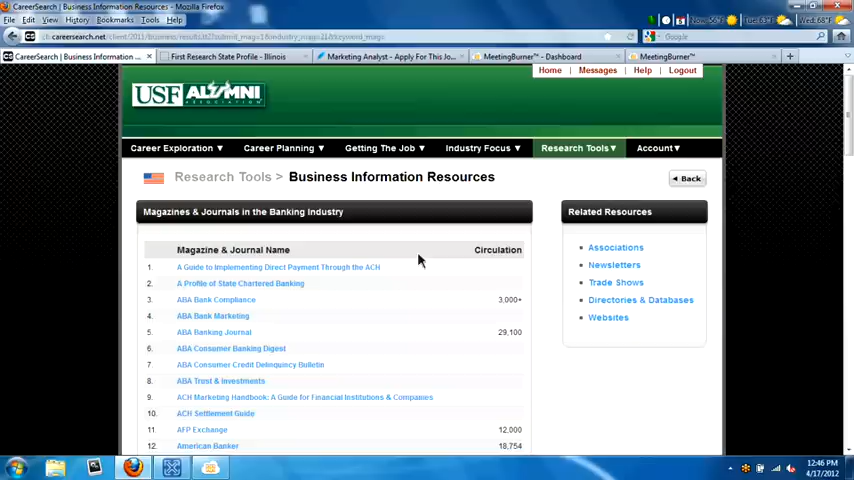 CareerSearch | Business Information Resources - Mozilla Firefox
File Edit View History Bookmarks Tools Help
Now: 56°F Tue: 63°F Wed: 68°F
CareerSearch | Business Information ... × First Research State Profile - Illinois × Marketing Analyst - Apply For This Jo... × MeetingBurner™ - Dashboard × MeetingBurner™ × +
Google
Home | Messages | Help | Logout
USF ALUMNI
ASSOCIATION
Career Exploration ▼ Career Planning ▼ Getting The Job ▼ Industry Focus ▼ Research Tools ▼ Account ▼
Research Tools > Business Information Resources
Back
Magazines & Journals in the Banking Industry
Magazine & Journal Name Circulation
1. A Guide to Implementing Direct Payment Through the ACH
2. A Profile of State Chartered Banking
3. ABA Bank Compliance 3,000+
4. ABA Bank Marketing
5. ABA Banking Journal 29,100
6. ABA Consumer Banking Digest
7. ABA Consumer Credit Delinquency Bulletin
8. ABA Trust & Investments
9. ACH Marketing Handbook: A Guide for Financial Institutions & Companies
10. ACH Settlement Guide
11. AFP Exchange 12,000
12. American Banker 18,754
Related Resources
Associations
Newsletters
Trade Shows
Directories & Databases
Websites
12:46 PM
4/17/2012